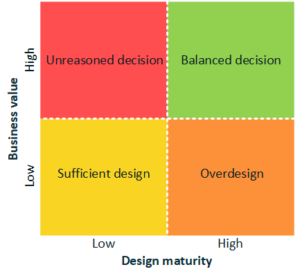 Business value
High
Low
Unreasoned decision
Balanced decision
Sufficient design
Overdesign
Low
High
Design maturity